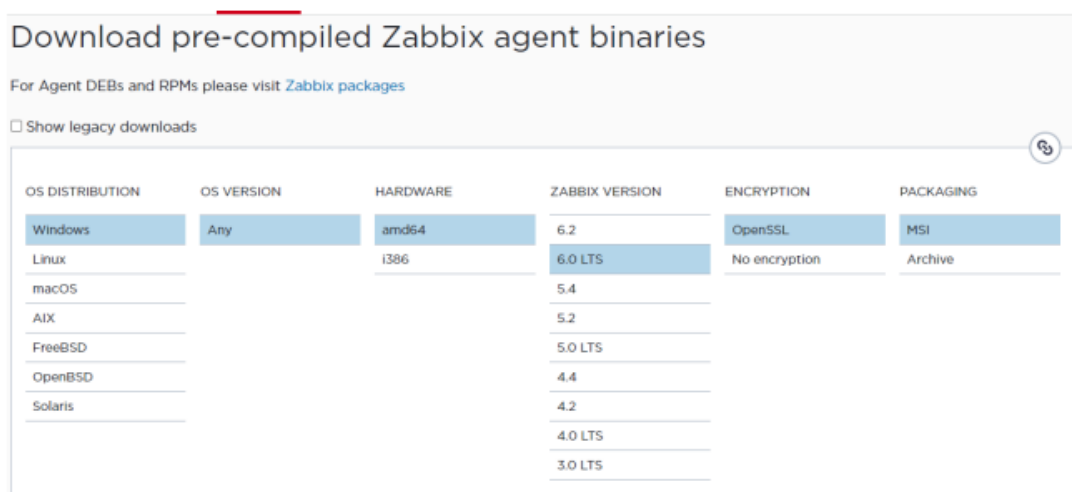 Download pre-compiled Zabbix agent binaries
For Agent DEBs and RPMs please visit Zabbix packages
Show legacy downloads
OS DISTRIBUTION OS VERSION HARDWARE ZABBIX VERSION ENCRYPTION PACKAGING
Windows Any amd64 6.2 OpenSSL MSI
Linux i386 6.0 LTS No encryption Archive
macOS 5.4
AIX 5.2
FreeBSD 5.0 LTS
OpenBSD 4.4
Solaris 4.2
4.0 LTS
3.0 LTS